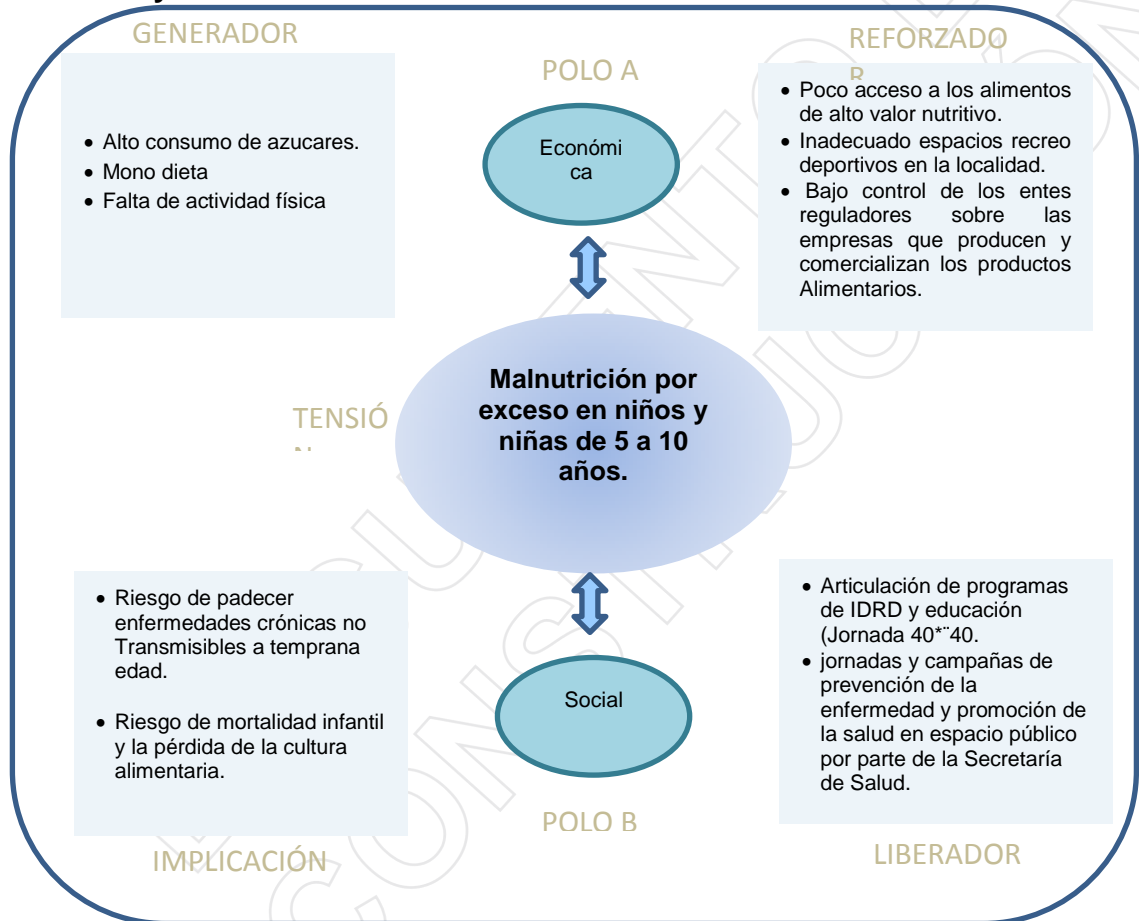 GENERADOR
• Alto consumo de azucares.
• Mono dieta
• Falta de actividad física
POLO A
Económi
ca
REFORZADO
R
• Poco acceso a los alimentos
de alto valor nutritivo.
• Inadecuado espacios recreo
deportivos en la localidad.
• Bajo control de los entes
reguladores sobre las
empresas que producen y
comercializan los productos
Alimentarios.
TENSIÓ
N
Malnutrición por
exceso en niños y
niñas de 5 a 10
años.
• Riesgo de padecer
enfermedades crónicas no
Transmisibles a temprana
edad.
• Riesgo de mortalidad infantil
y la pérdida de la cultura
alimentaria.
IMPLICACIÓN
Social
POLO B
• Articulación de programas
de IDRD y educación
(Jornada 40*¨40.
• jornadas y campañas de
prevención de la
enfermedad y promoción de
la salud en espacio público
por parte de la Secretaría
de Salud.
LIBERADOR